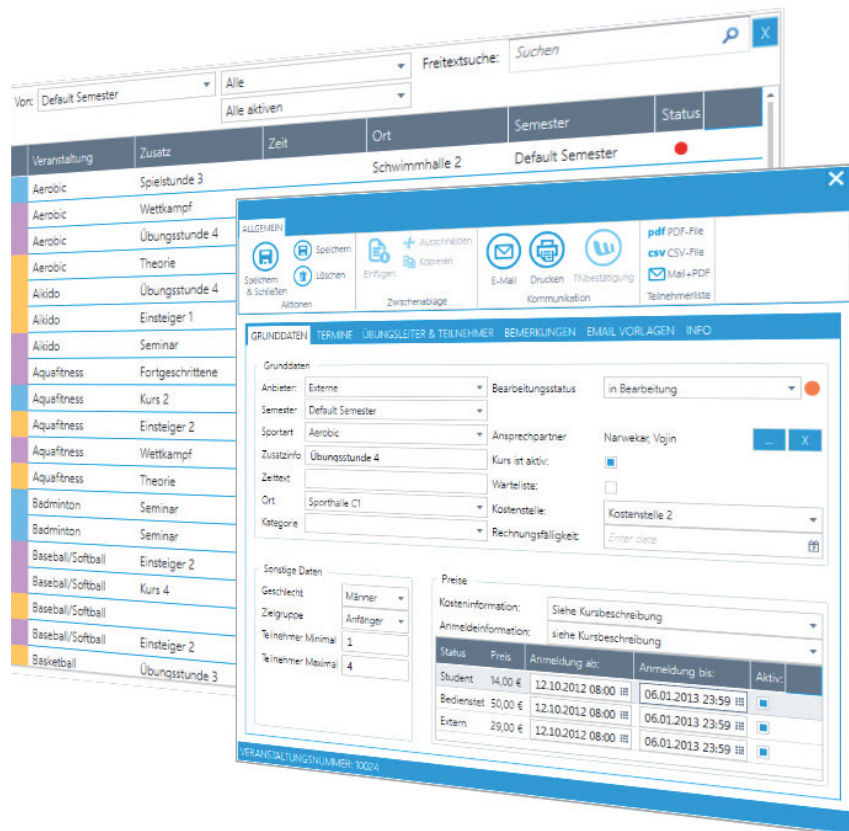 Von: Default Semester Alle Freitextsuche: Suchen X
Alle aktiven
Veranstaltung Zusatz Zeit Ort Semester Status
Aerobic Spielstunde 3 Schwimmhalle 2 Default Semester
Aerobic Wettkampf
Aerobic Übungsstunde 4
Aerobic Theorie
Aikido Übungsstunde 4
Aikido Einsteiger 1
Aikido Seminar
Aquafitness Fortgeschrittene
Aquafitness Kurs 2
Aquafitness Einsteiger 2
Aquafitness Wettkampf
Aquafitness Theorie
Badminton Seminar
Badminton Seminar
Baseball/Softball Einsteiger 2
Baseball/Softball Kurs 4
Baseball/Softball
Baseball/Softball Einsteiger 2
Basketball Übungsstunde 3
ALLGEMEIN
Speichern & Schließen Speichern Löschen
Aktionen
Einfügen Ausschneiden Kopieren
Zwischenablage
E-Mail Drucken TNbestätigung
Kommunikation
pdf PDF-File
csv CSV-File
Mail+PDF
Teilnehmerliste
GRUNDDATEN TERMINE ÜBUNGSLEITER & TEILNEHMER BEMERKUNGEN EMAIL VORLAGEN INFO
Grunddaten
Anbieter: Externe Bearbeitungsstatus in Bearbeitung
Semester Default Semester
Sportart Aerobic Ansprechpartner Narwekar, Vojin ... X
Zusatzinfo Übungsstunde 4 Kurs ist aktiv:
Zeittext Warteliste:
Ort Sporthalle C1 Kostenstelle: Kostenstelle 2
Kategorie Rechnungsfälligkeit: Enter date
Sonstige Daten
Geschlecht Männer
Zielgruppe Anfänger
Teilnehmer Minimal 1
Teilnehmer Maximal 4
Preise
Kosteninformation: Siehe Kursbeschreibung
Anmeldeinformation: siehe Kursbeschreibung
Status Preis Anmeldung ab: Anmeldung bis: Aktiv:
Student 14,00 € 12.10.2012 08:00 06.01.2013 23:59
Bedienstet 50,00 € 12.10.2012 08:00 06.01.2013 23:59
Extern 29,00 € 12.10.2012 08:00 06.01.2013 23:59
VERANSTALTUNGSNUMMER: 10024